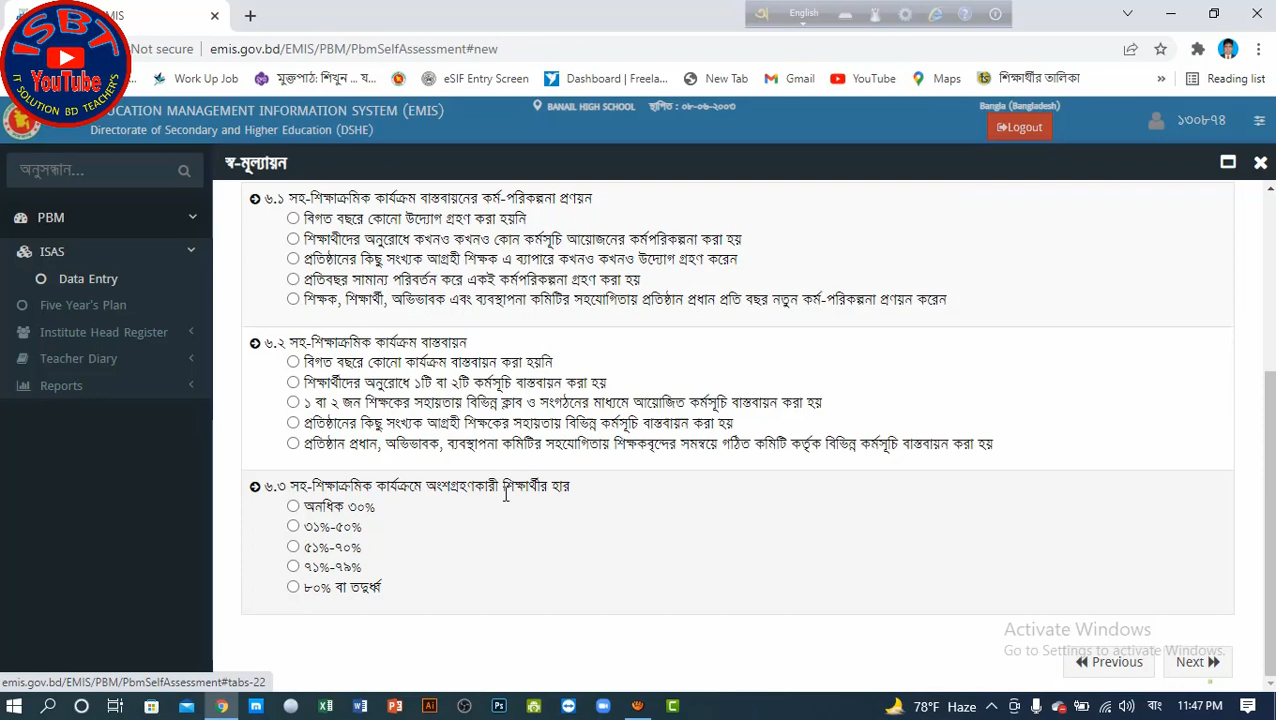 EMIS
Not secure
emis.gov.bd/EMIS/PBM/PbmSelfAssessment#new
English
ISBT
YouTube
IT SOLUTION BD TEACHERS
Work Up Job
মুক্তপাঠ: শিখুন ... য...
eSIF Entry Screen
Dashboard | Freela...
New Tab
Gmail
YouTube
Maps
শিক্ষার্থীর তালিকা
»
Reading list
EDUCATION MANAGEMENT INFORMATION SYSTEM (EMIS)
Directorate of Secondary and Higher Education (DSHE)
BANAIL HIGH SCHOOL
স্থাপিত : ০৮-০৬-২০০৩
Bangla (Bangladesh)
Logout
১৩০৮৭৪
অনুসন্ধান...
PBM
ISAS
Data Entry
Five Year's Plan
Institute Head Register
Teacher Diary
Reports
স্ব-মূল্যায়ন
৬.১ সহ-শিক্ষাক্রমিক কার্যক্রম বাস্তবায়নের কর্ম-পরিকল্পনা প্রণয়ন
বিগত বছরে কোনো উদ্যোগ গ্রহণ করা হয়নি
শিক্ষার্থীদের অনুরোধে কখনও কখনও কোন কর্মসূচি আয়োজনের কর্মপরিকল্পনা করা হয়
প্রতিষ্ঠানের কিছু সংখ্যক আগ্রহী শিক্ষক এ ব্যাপারে কখনও কখনও উদ্যোগ গ্রহণ করেন
প্রতিবছর সামান্য পরিবর্তন করে একই কর্মপরিকল্পনা গ্রহণ করা হয়
শিক্ষক, শিক্ষার্থী, অভিভাবক এবং ব্যবস্থাপনা কমিটির সহযোগিতায় প্রতিষ্ঠান প্রধান প্রতি বছর নতুন কর্ম-পরিকল্পনা প্রণয়ন করেন
৬.২ সহ-শিক্ষাক্রমিক কার্যক্রম বাস্তবায়ন
বিগত বছরে কোনো কার্যক্রম বাস্তবায়ন করা হয়নি
শিক্ষার্থীদের অনুরোধে ১টি বা ২টি কর্মসূচি বাস্তবায়ন করা হয়
১ বা ২ জন শিক্ষকের সহায়তায় বিভিন্ন ক্লাব ও সংগঠনের মাধ্যমে আয়োজিত কর্মসূচি বাস্তবায়ন করা হয়
প্রতিষ্ঠানের কিছু সংখ্যক আগ্রহী শিক্ষকের সহায়তায় বিভিন্ন কর্মসূচি বাস্তবায়ন করা হয়
প্রতিষ্ঠান প্রধান, অভিভাবক, ব্যবস্থাপনা কমিটির সহযোগিতায় শিক্ষকবৃন্দের সমন্বয়ে গঠিত কমিটি কর্তৃক বিভিন্ন কর্মসূচি বাস্তবায়ন করা হয়
৬.৩ সহ-শিক্ষাক্রমিক কার্যক্রমে অংশগ্রহণকারী শিক্ষার্থীর হার
অনধিক ৩০%
৩১%-৫০%
৫১%-৭০%
৭১%-৭৯%
৮০% বা তদুর্ধ্ব
Activate Windows
Go to Settings to activate Windows.
Previous
Next
emis.gov.bd/EMIS/PBM/PbmSelfAssessment#tabs-22
78°F Haze
বাং
11:47 PM